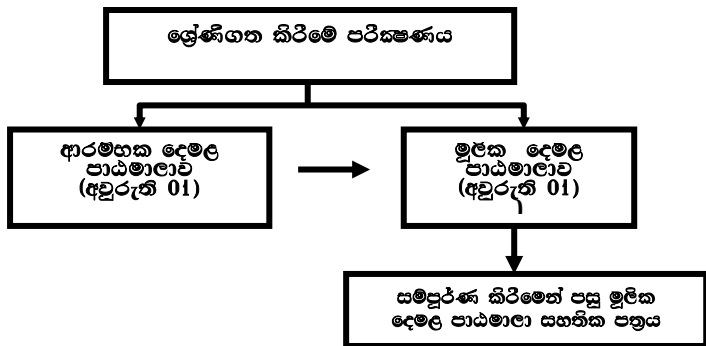 ශ්‍රේණිගත කිරීමේ පරීක්‍ෂණය
ආරම්භක දෙමළ
පාඨමාලාව
(අවුරුති 01)
මූලික දෙමළ
පාඨමාලාව
(අවුරුති 01)
සම්පූර්ණ කිරීමෙන් පසු මූලික
දෙමළ පාඨමාලා සහතික පත්‍රය